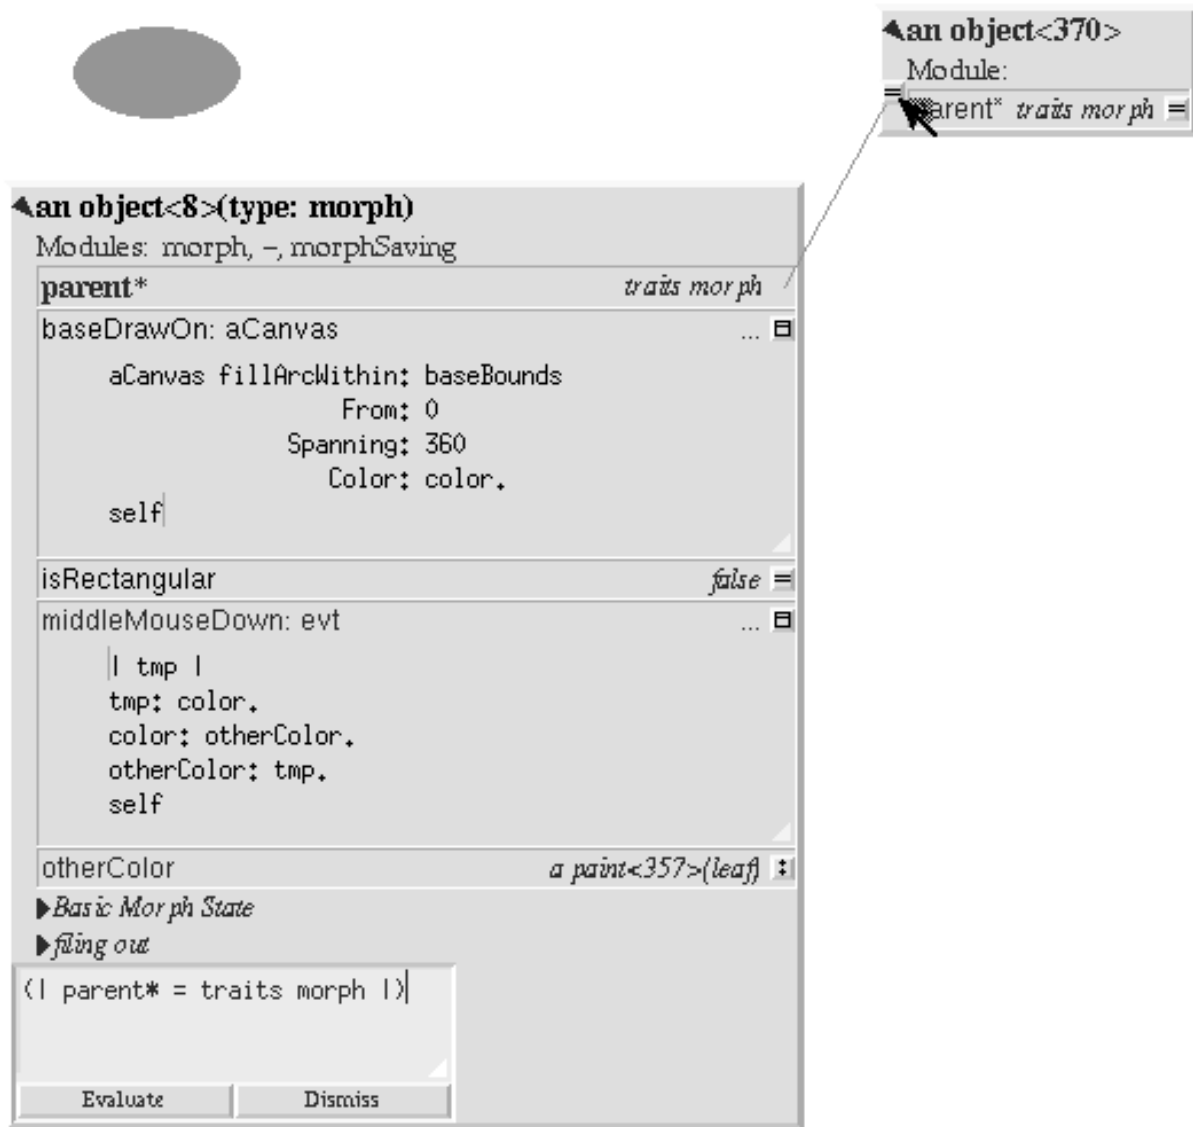 an object<370>
Module:
parent* traits morph
an object<8>(type: morph)
Modules: morph, –, morphSaving
parent* traits morph
baseDrawOn: aCanvas ...
aCanvas fillArcWithin: baseBounds
From: 0
Spanning: 360
Color: color.
self
isRectangular false
middleMouseDown: evt ...
| tmp |
tmp: color.
color: otherColor.
otherColor: tmp.
self
otherColor a paint<357>(leaf)
Basic Morph State
filing out
(| parent* = traits morph |)
Evaluate Dismiss